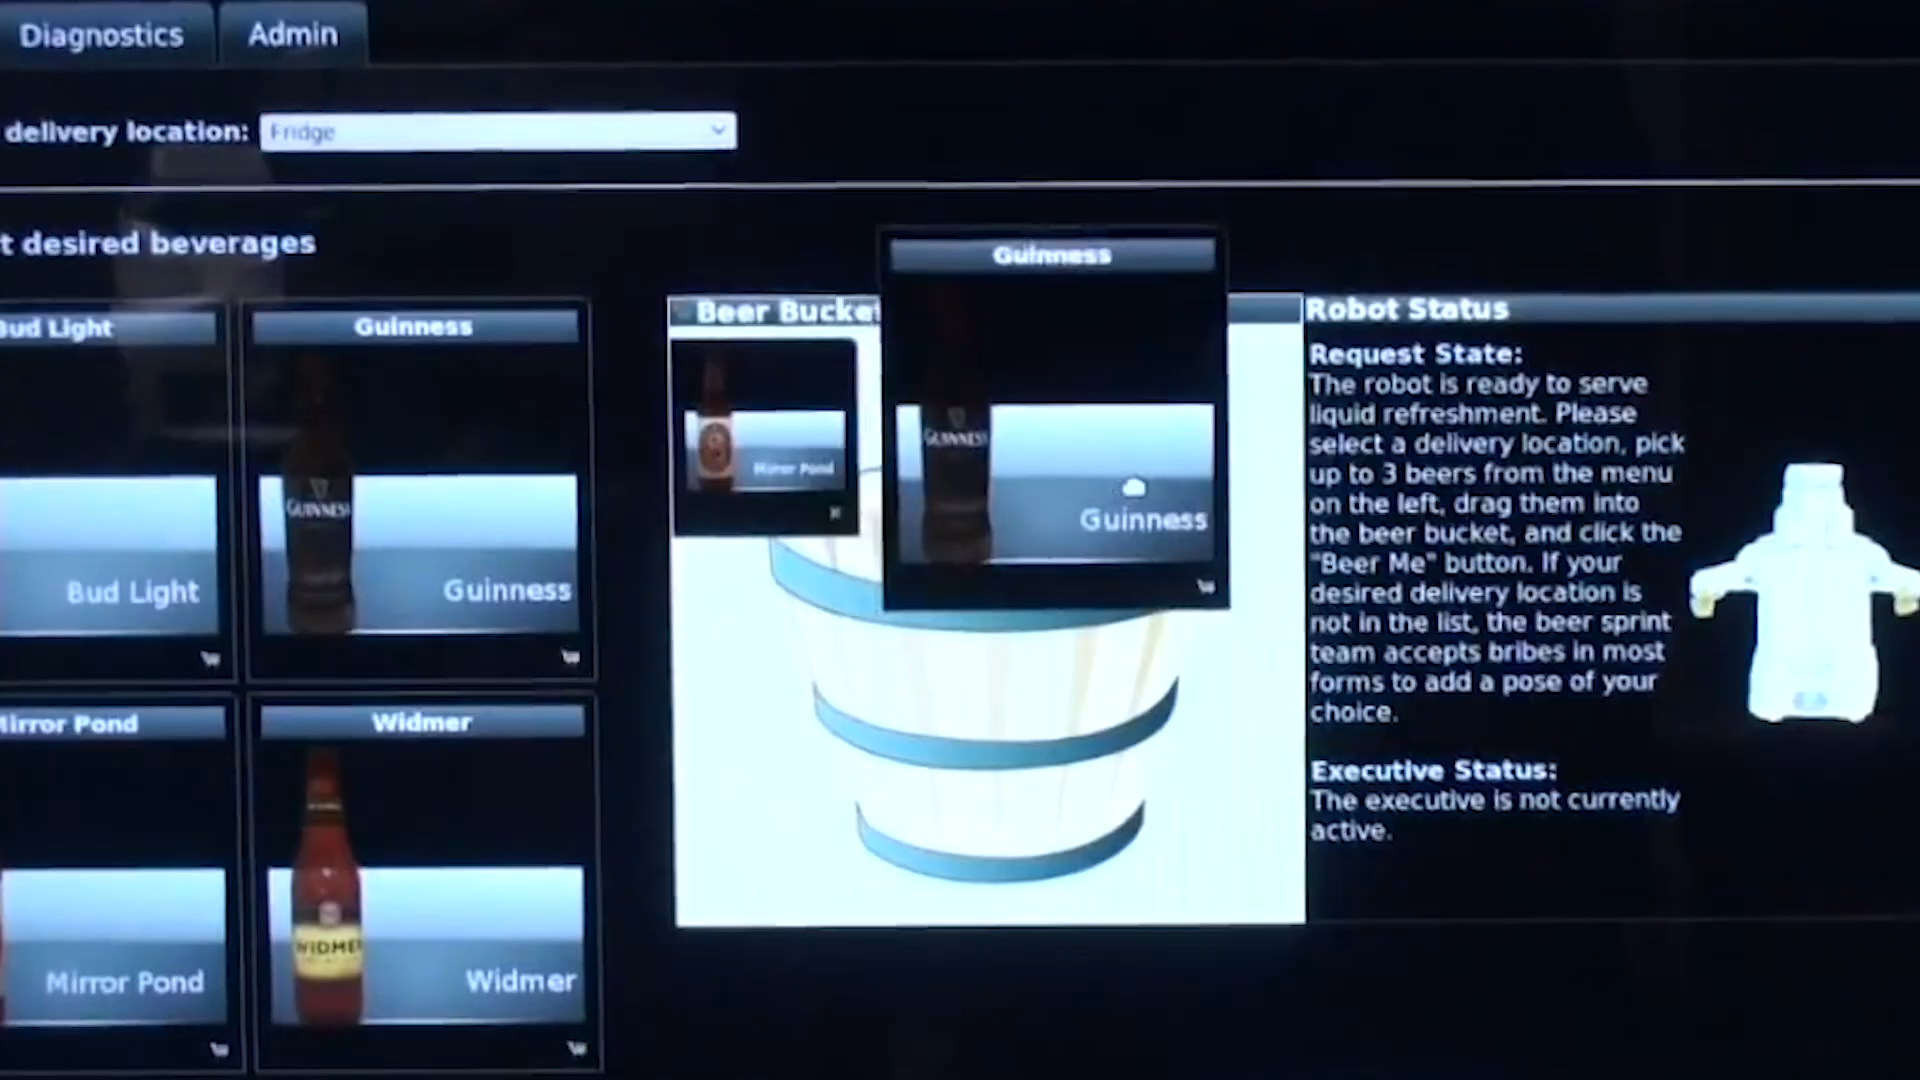 Diagnostics
Admin
delivery location:
Fridge
t desired beverages
Bud Light
Guinness
GUINNESS
Bud Light
Guinness
Mirror Pond
Widmer
WIDMER
Mirror Pond
Widmer
Beer Bucket
Mirror Pond
Guinness
GUINNESS
Guinness
Robot Status
Request State:
The robot is ready to serve
liquid refreshment. Please
select a delivery location, pick
up to 3 beers from the menu
on the left, drag them into
the beer bucket, and click the
"Beer Me" button. If your
desired delivery location is
not in the list, the beer sprint
team accepts bribes in most
forms to add a pose of your
choice.
Executive Status:
The executive is not currently
active.